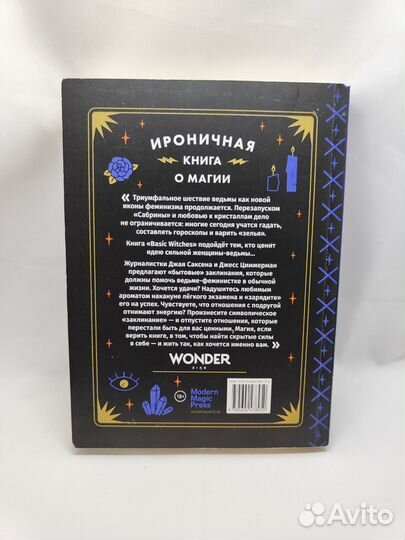 ИРОНИЧНАЯ
КНИГА
О МАГИИ
« Триумфальное шествие ведьмы как новой
иконы феминизма продолжается. Перезапуском
«Сабрины» и любовью к кристаллам дело
не ограничивается: многие сегодня учатся гадать,
составлять гороскопы и варить «зелья».
Книга «Basic Witches» подойдёт тем, кто ценит
идею сильной женщины-ведьмы...
Журналистки Джая Саксена и Джесс Циммерман
предлагают «бытовые» заклинания, которые
должны помочь ведьме-феминистке в обычной
жизни. Хочется удачи? Надушитесь любимым
ароматом накануне лёгкого экзамена и «зарядите»
его на успех. Чувствуете, что отношения с подругой
отнимают энергию? Произнесите символическое
«заклинание» — и отпустите отношения, которые
перестали быть для вас ценными, Магия, если
верить книге, в том, чтобы найти скрытые силы
в себе — и жить так, как хочется именно вам. »
WONDER
ZINE
18+
Modern
Magic
Press
Avito